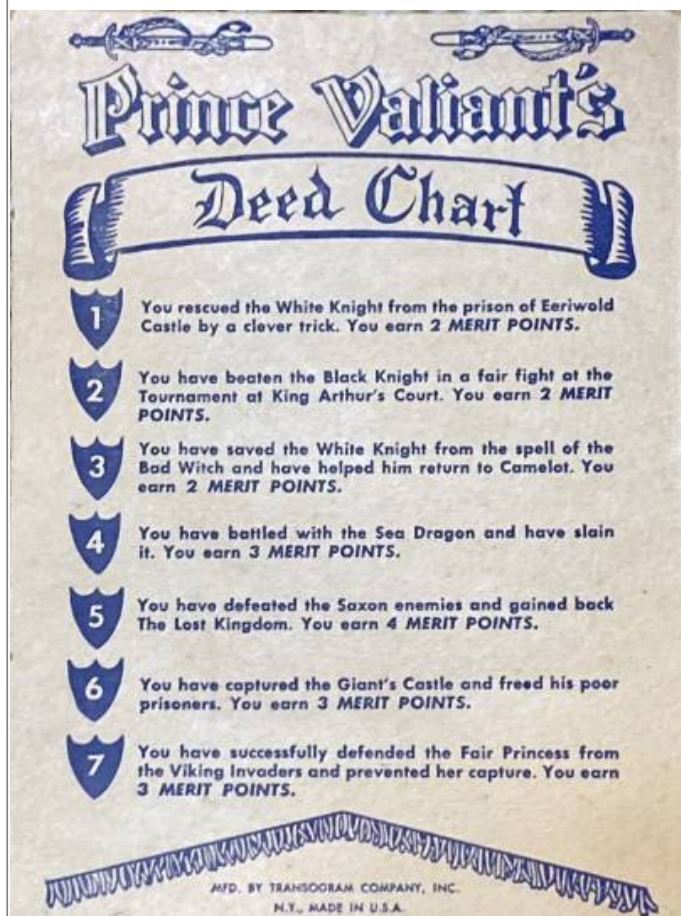 Prince Valiant's
Deed Chart
1 You rescued the White Knight from the prison of Eeriwold
Castle by a clever trick. You earn 2 MERIT POINTS.
2 You have beaten the Black Knight in a fair fight at the
Tournament at King Arthur's Court. You earn 2 MERIT
POINTS.
3 You have saved the White Knight from the spell of the
Bad Witch and have helped him return to Camelot. You
earn 2 MERIT POINTS.
4 You have battled with the Sea Dragon and have slain
it. You earn 3 MERIT POINTS.
5 You have defeated the Saxon enemies and gained back
The Lost Kingdom. You earn 4 MERIT POINTS.
6 You have captured the Giant's Castle and freed his poor
prisoners. You earn 3 MERIT POINTS.
7 You have successfully defended the Fair Princess from
the Viking Invaders and prevented her capture. You earn
3 MERIT POINTS.
MFD. BY TRANSOGRAM COMPANY, INC.
N.Y., MADE IN U.S.A.